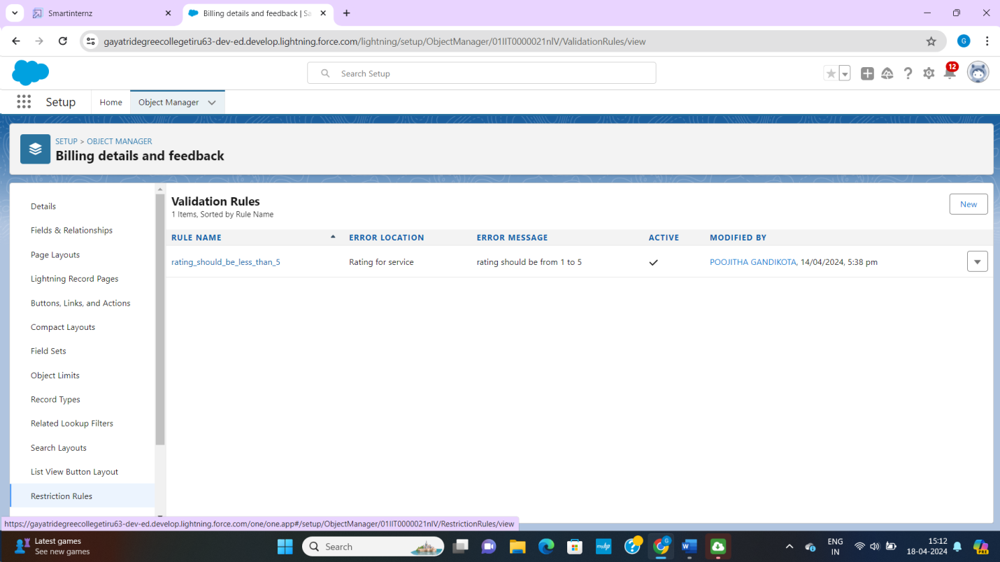 Smartinternz
Billing details and feedback | Sa
gayatridegreecollegetiru63-dev-ed.develop.lightning.force.com/lightning/setup/ObjectManager/01IIT0000021nlV/ValidationRules/view
G
Search Setup
12
Setup
Home
Object Manager
SETUP > OBJECT MANAGER
Billing details and feedback
Details
Fields & Relationships
Page Layouts
Lightning Record Pages
Buttons, Links, and Actions
Compact Layouts
Field Sets
Object Limits
Record Types
Related Lookup Filters
Search Layouts
List View Button Layout
Restriction Rules
Validation Rules
1 Items, Sorted by Rule Name
New
RULE NAME ERROR LOCATION ERROR MESSAGE ACTIVE MODIFIED BY
rating_should_be_less_than_5 Rating for service rating should be from 1 to 5 POOJITHA GANDIKOTA, 14/04/2024, 5:38 pm
https://gayatridegreecollegetiru63-dev-ed.develop.lightning.force.com/one/one.app#/setup/ObjectManager/01IIT0000021nlV/RestrictionRules/view
Latest games
See new games
Search
myhp
G
W
ENG
IN
15:12
18-04-2024
PRE